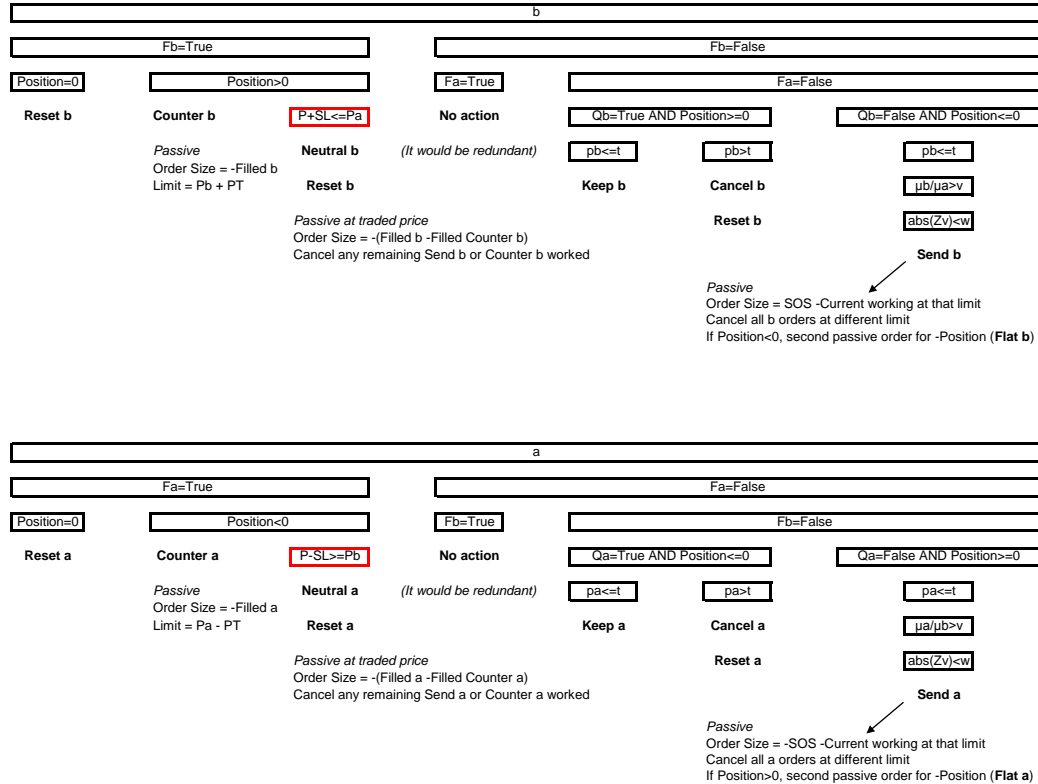 b
Fb=True
Fb=False
Position=0
Position>0
Fa=True
Fa=False
Reset b
Counter b
P+SL<=Pa
No action
Qb=True AND Position>=0
Qb=False AND Position<=0
Passive
Order Size = -Filled b
Limit = Pb + PT
Neutral b
(It would be redundant)
pb<=t
pb>t
pb<=t
Reset b
Keep b
Cancel b
µb/µa>v
Passive at traded price
Order Size = -(Filled b -Filled Counter b)
Cancel any remaining Send b or Counter b worked
Reset b
abs(Zv)<w
Send b
Passive
Order Size = SOS -Current working at that limit
Cancel all b orders at different limit
If Position<0, second passive order for -Position (Flat b)
a
Fa=True
Fa=False
Position=0
Position<0
Fb=True
Fb=False
Reset a
Counter a
P-SL>=Pb
No action
Qa=True AND Position<=0
Qa=False AND Position>=0
Passive
Order Size = -Filled a
Limit = Pa - PT
Neutral a
(It would be redundant)
pa<=t
pa>t
pa<=t
Reset a
Keep a
Cancel a
µa/µb>v
Passive at traded price
Order Size = -(Filled a -Filled Counter a)
Cancel any remaining Send a or Counter a worked
Reset a
abs(Zv)<w
Send a
Passive
Order Size = -SOS -Current working at that limit
Cancel all a orders at different limit
If Position>0, second passive order for -Position (Flat a)